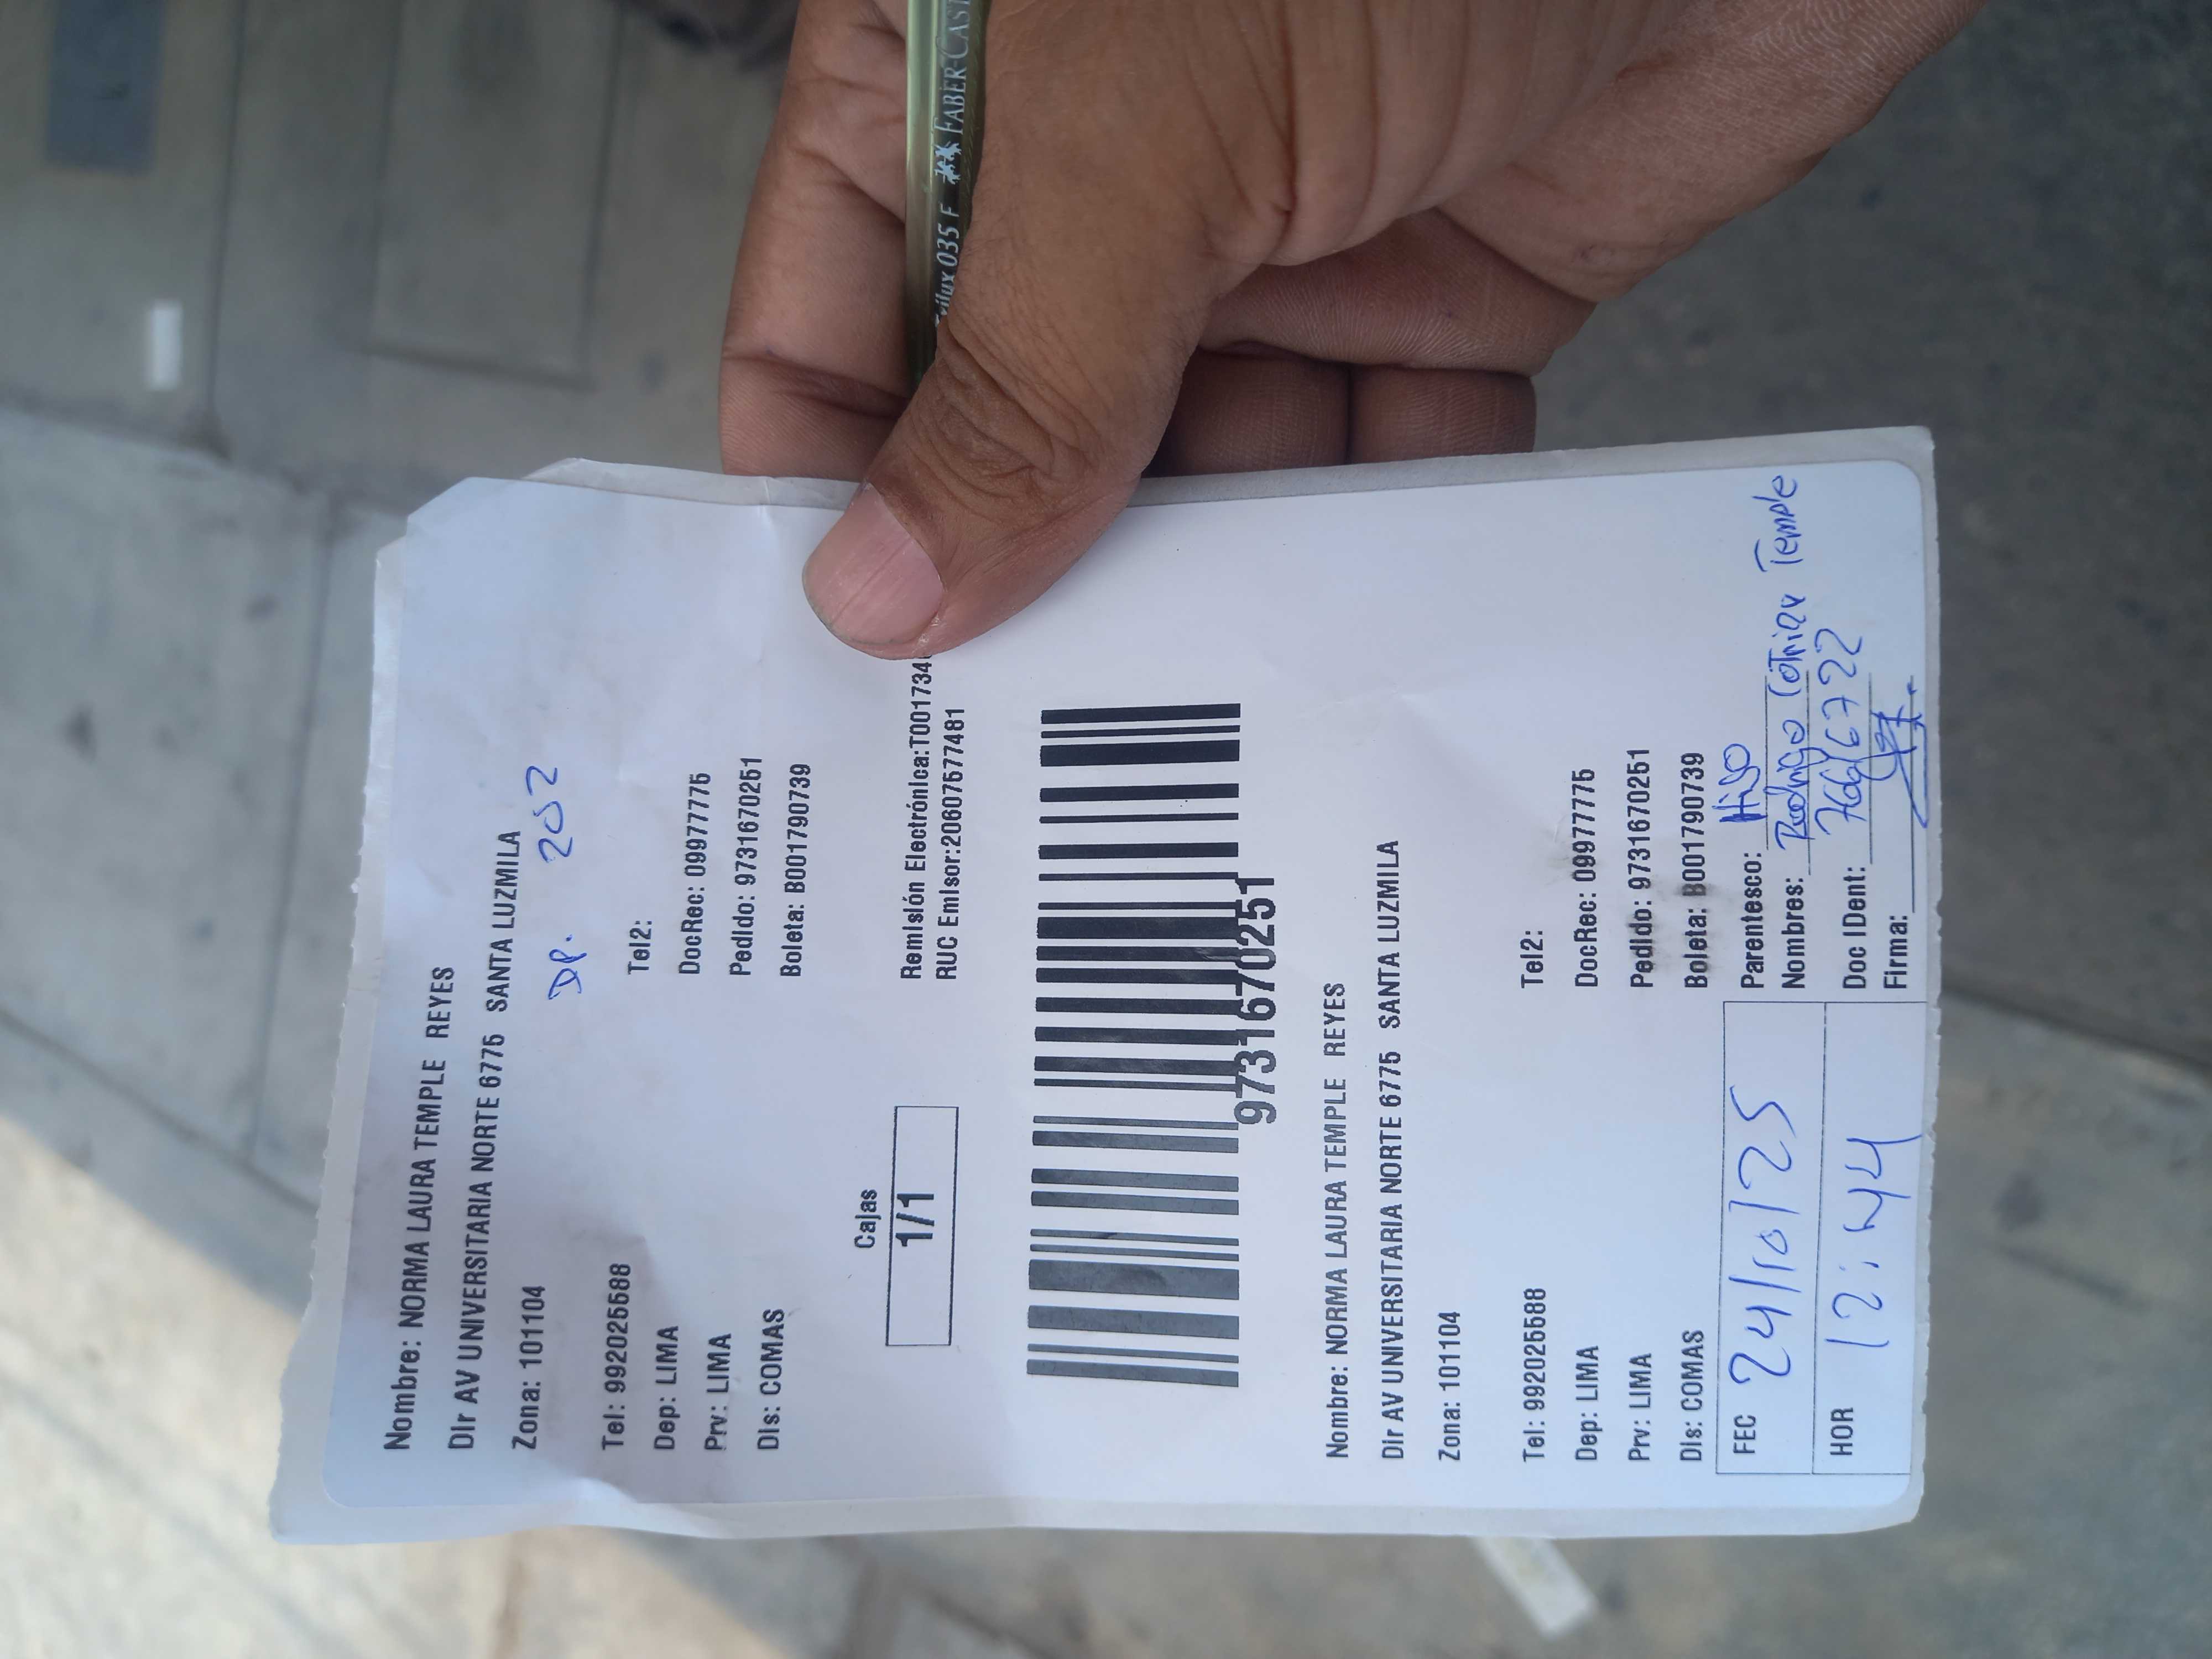 Trilux 035 F FABER-CAST
Nombre: NORMA LAURA TEMPLE REYES
Dir AV UNIVERSITARIA NORTE 6775 SANTA LUZMILA
Zona: 101104
DP. 202
Tel: 992025588 Tel2:
Dep: LIMA DocRec: 09977775
Prv: LIMA Pedido: 9731670251
Dis: COMAS Boleta: B001790739
Cajas
1/1
Remisión Electrónica:T001734
RUC Emisor:20607577481
9731670251
Nombre: NORMA LAURA TEMPLE REYES
Dir AV UNIVERSITARIA NORTE 6775 SANTA LUZMILA
Zona: 101104
Tel: 992025588 Tel2:
Dep: LIMA DocRec: 09977775
Prv: LIMA Pedido: 9731670251
Dis: COMAS Boleta: B001790739
FEC 24/10/25
HOR 12:44
Parentesco: Hijo
Nombres: Rodrigo Cotrina Temple
Doc IDent:
Firma: